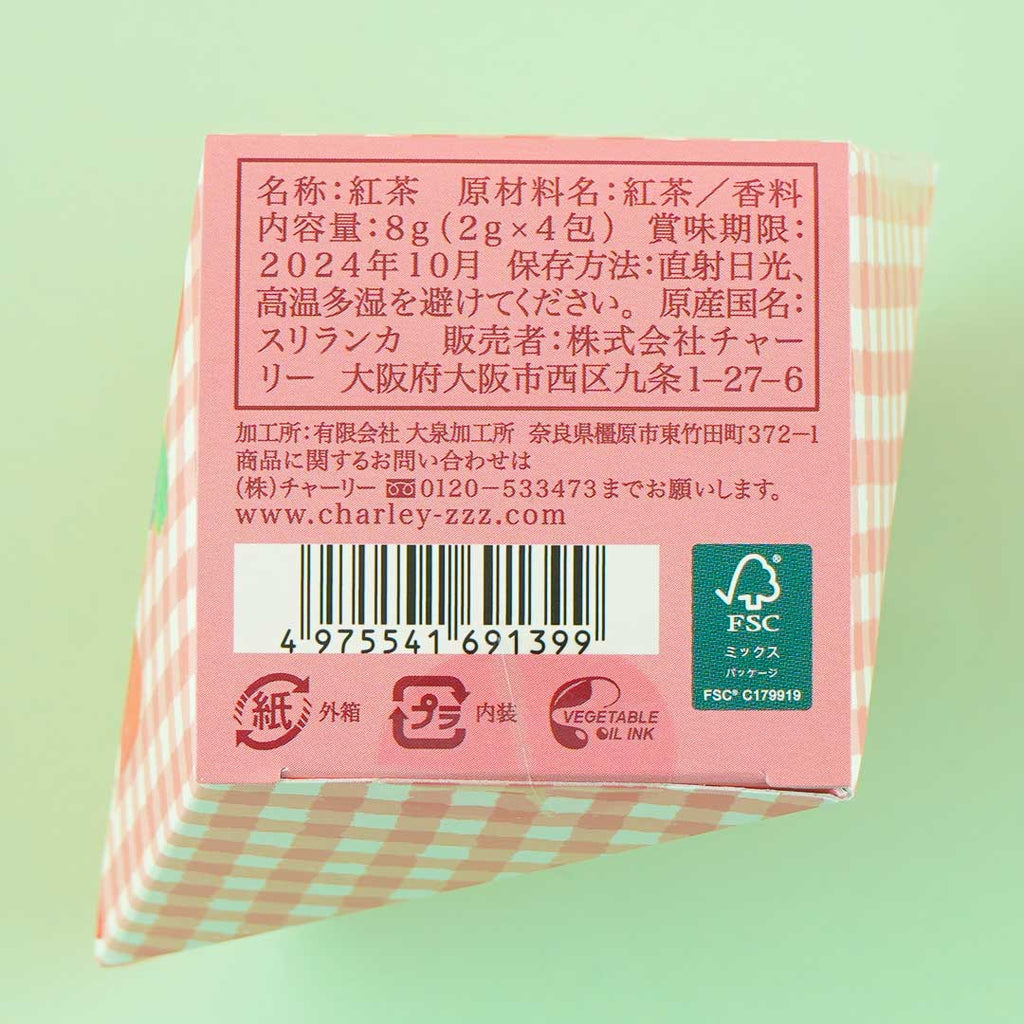 名称：紅茶　原材料名：紅茶／香料
内容量：8g（2g×4包）　賞味期限：
2024年10月　保存方法：直射日光、
高温多湿を避けてください。 原産国名：
スリランカ　販売者：株式会社チャー
リー　大阪府大阪市西区九条1-27-6
加工所：有限会社 大泉加工所　奈良県橿原市東竹田町372-1
商品に関するお問い合わせは
（株）チャーリー 0120-533473までお願いします。
www.charley-zzz.com
4 975541 691399
FSC®
ミックス
パッケージ
FSC® C179919
紙 外箱
プラ 内装
VEGETABLE
OIL INK